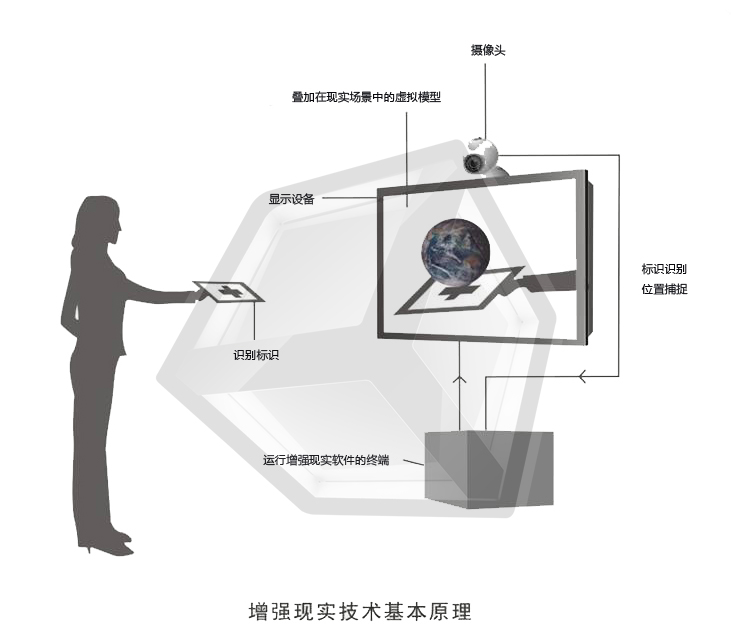 摄像头
叠加在现实场景中的虚拟模型
显示设备
标识识别
位置捕捉
识别标识
运行增强现实软件的终端
增强现实技术基本原理